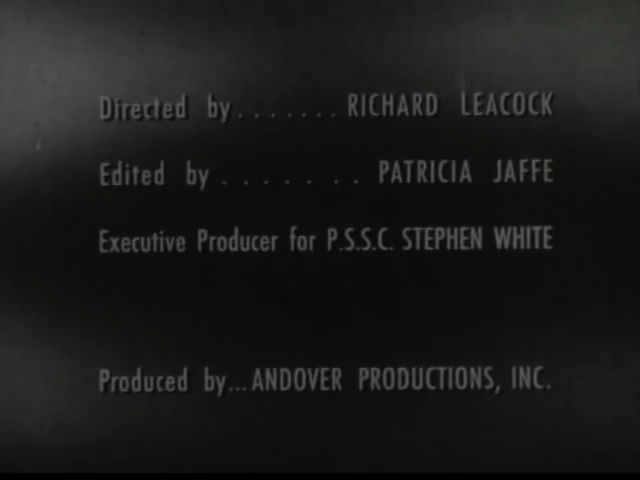 Directed by....... RICHARD LEACOCK
Edited by ....... PATRICIA JAFFE
Executive Producer for P.S.S.C. STEPHEN WHITE
Produced by... ANDOVER PRODUCTIONS, INC.